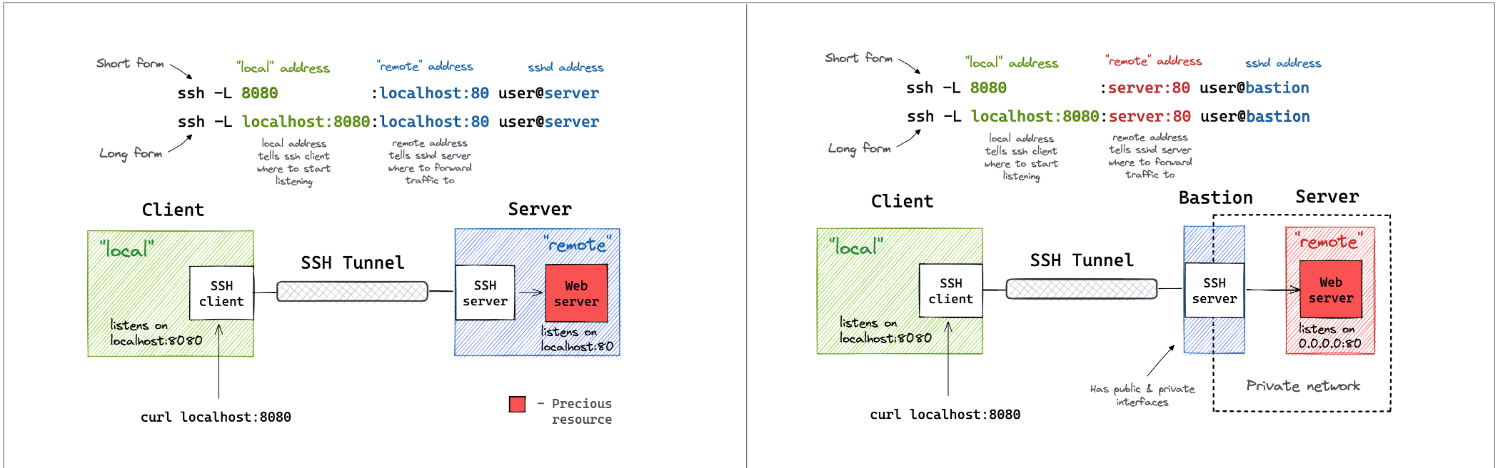 Short form
"local" address
"remote" address
sshd address
ssh -L 8080 :localhost:80 user@server
ssh -L localhost:8080:localhost:80 user@server
Long form
local address
tells ssh client
where to start
listening
remote address
tells sshd server
where to forward
traffic to
Client
Server
"local"
"remote"
SSH Tunnel
SSH
client
SSH
server
Web
server
listens on
localhost:8080
listens on
localhost:80
curl localhost:8080
- Precious
resource
Short form
"local" address
"remote" address
sshd address
ssh -L 8080 :server:80 user@bastion
ssh -L localhost:8080:server:80 user@bastion
Long form
local address
tells ssh client
where to start
listening
remote address
tells sshd server
where to forward
traffic to
Client
Bastion
Server
"local"
"remote"
SSH Tunnel
SSH
client
SSH
server
Web
server
listens on
localhost:8080
listens on
0.0.0.0:80
Has public & private
interfaces
Private network
curl localhost:8080